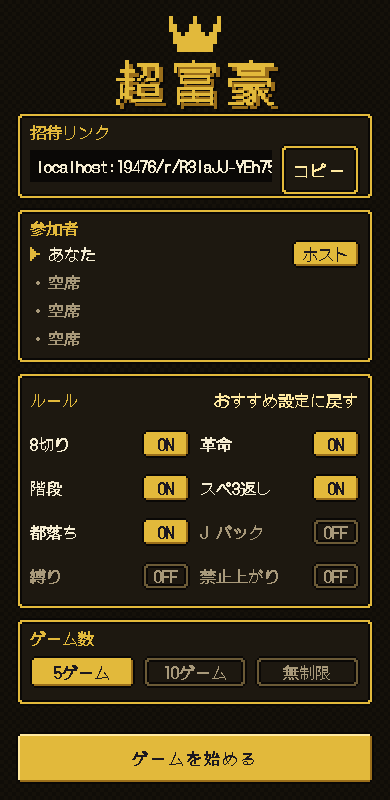 超富豪
招待リンク
localhost:19476/r/R3laJJ-YEh75
コピー
参加者
あなた
ホスト
・空席
・空席
・空席
ルール
おすすめ設定に戻す
8切り ON 革命 ON
階段 ON スペ3返し ON
都落ち ON J バック OFF
縛り OFF 禁止上がり OFF
ゲーム数
5ゲーム 10ゲーム 無制限
ゲームを始める